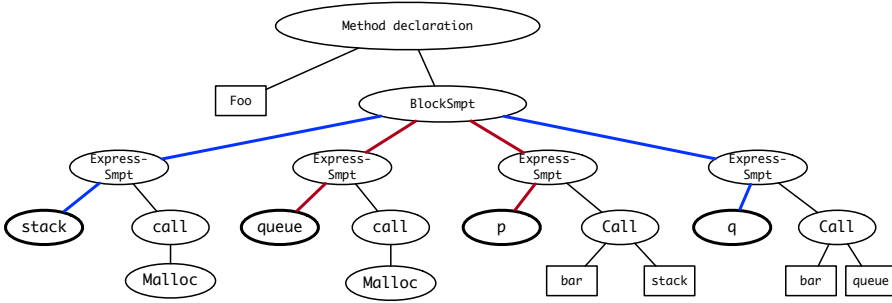 Method declaration
Foo
BlockSmpt
Express-
Smpt
Express-
Smpt
Express-
Smpt
Express-
Smpt
stack
call
queue
call
p
Call
q
Call
Malloc
Malloc
bar
stack
bar
queue